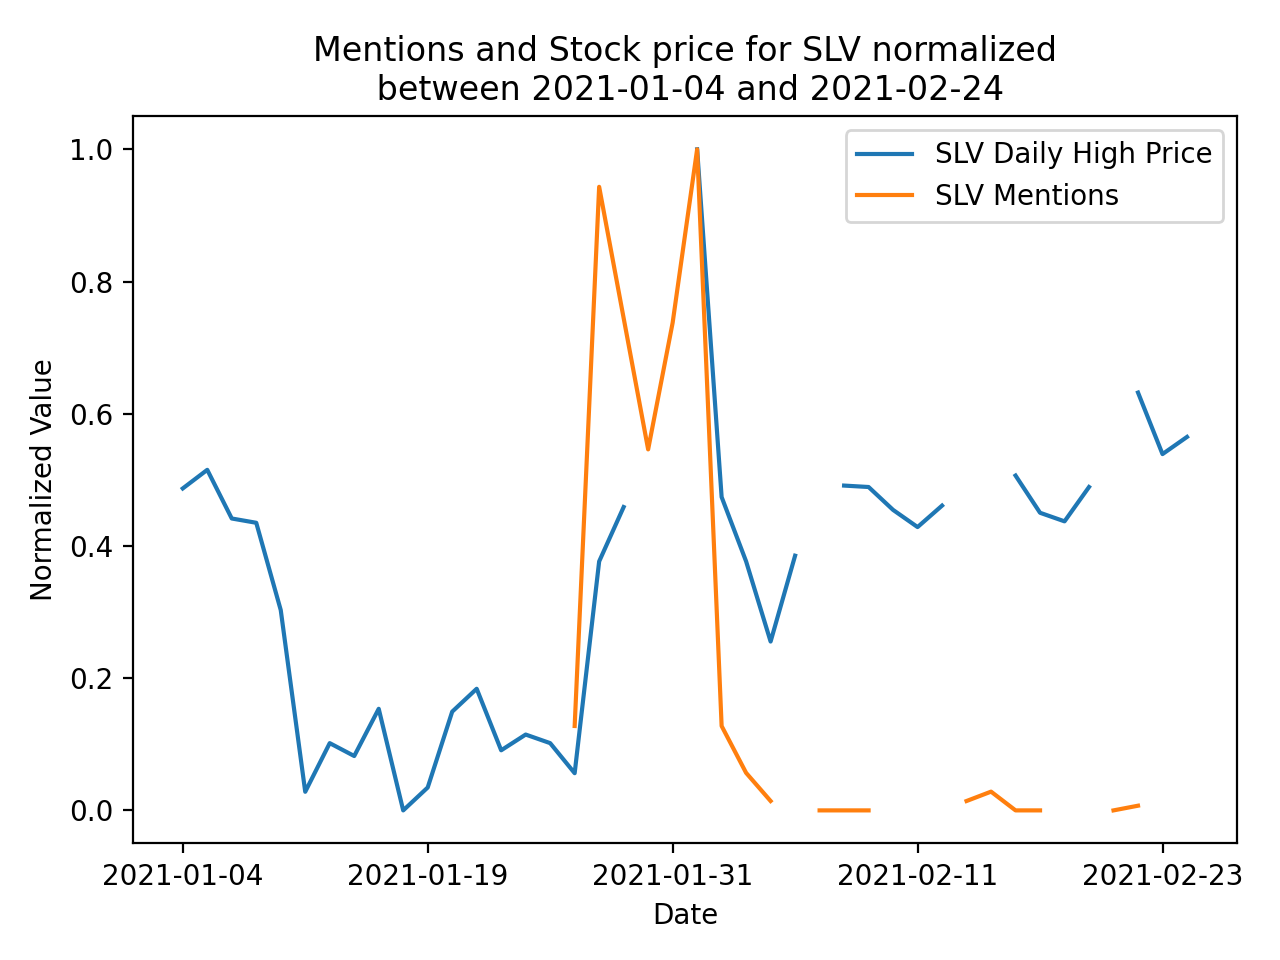 Mentions and Stock price for SLV normalized
between 2021-01-04 and 2021-02-24
SLV Daily High Price
SLV Mentions
Normalized Value
1.0
0.8
0.6
0.4
0.2
0.0
2021-01-04 2021-01-19 2021-01-31 2021-02-11 2021-02-23
Date